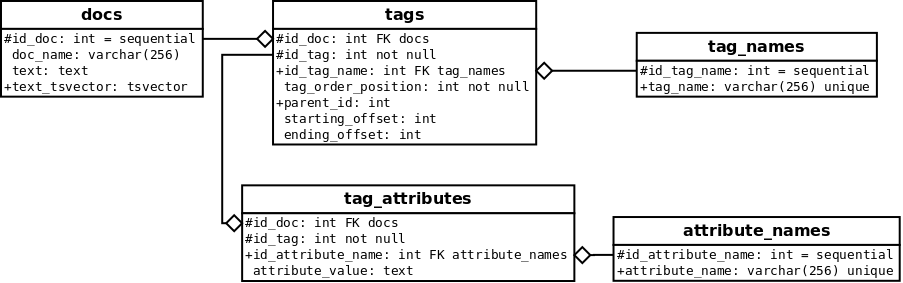 docs
#id_doc: int = sequential
doc_name: varchar(256)
text: text
+text_tsvector: tsvector
tags
#id_doc: int FK docs
#id_tag: int not null
+id_tag_name: int FK tag_names
tag_order_position: int not null
+parent_id: int
starting_offset: int
ending_offset: int
tag_names
#id_tag_name: int = sequential
+tag_name: varchar(256) unique
tag_attributes
#id_doc: int FK docs
#id_tag: int not null
+id_attribute_name: int FK attribute_names
attribute_value: text
attribute_names
#id_attribute_name: int = sequential
+attribute_name: varchar(256) unique